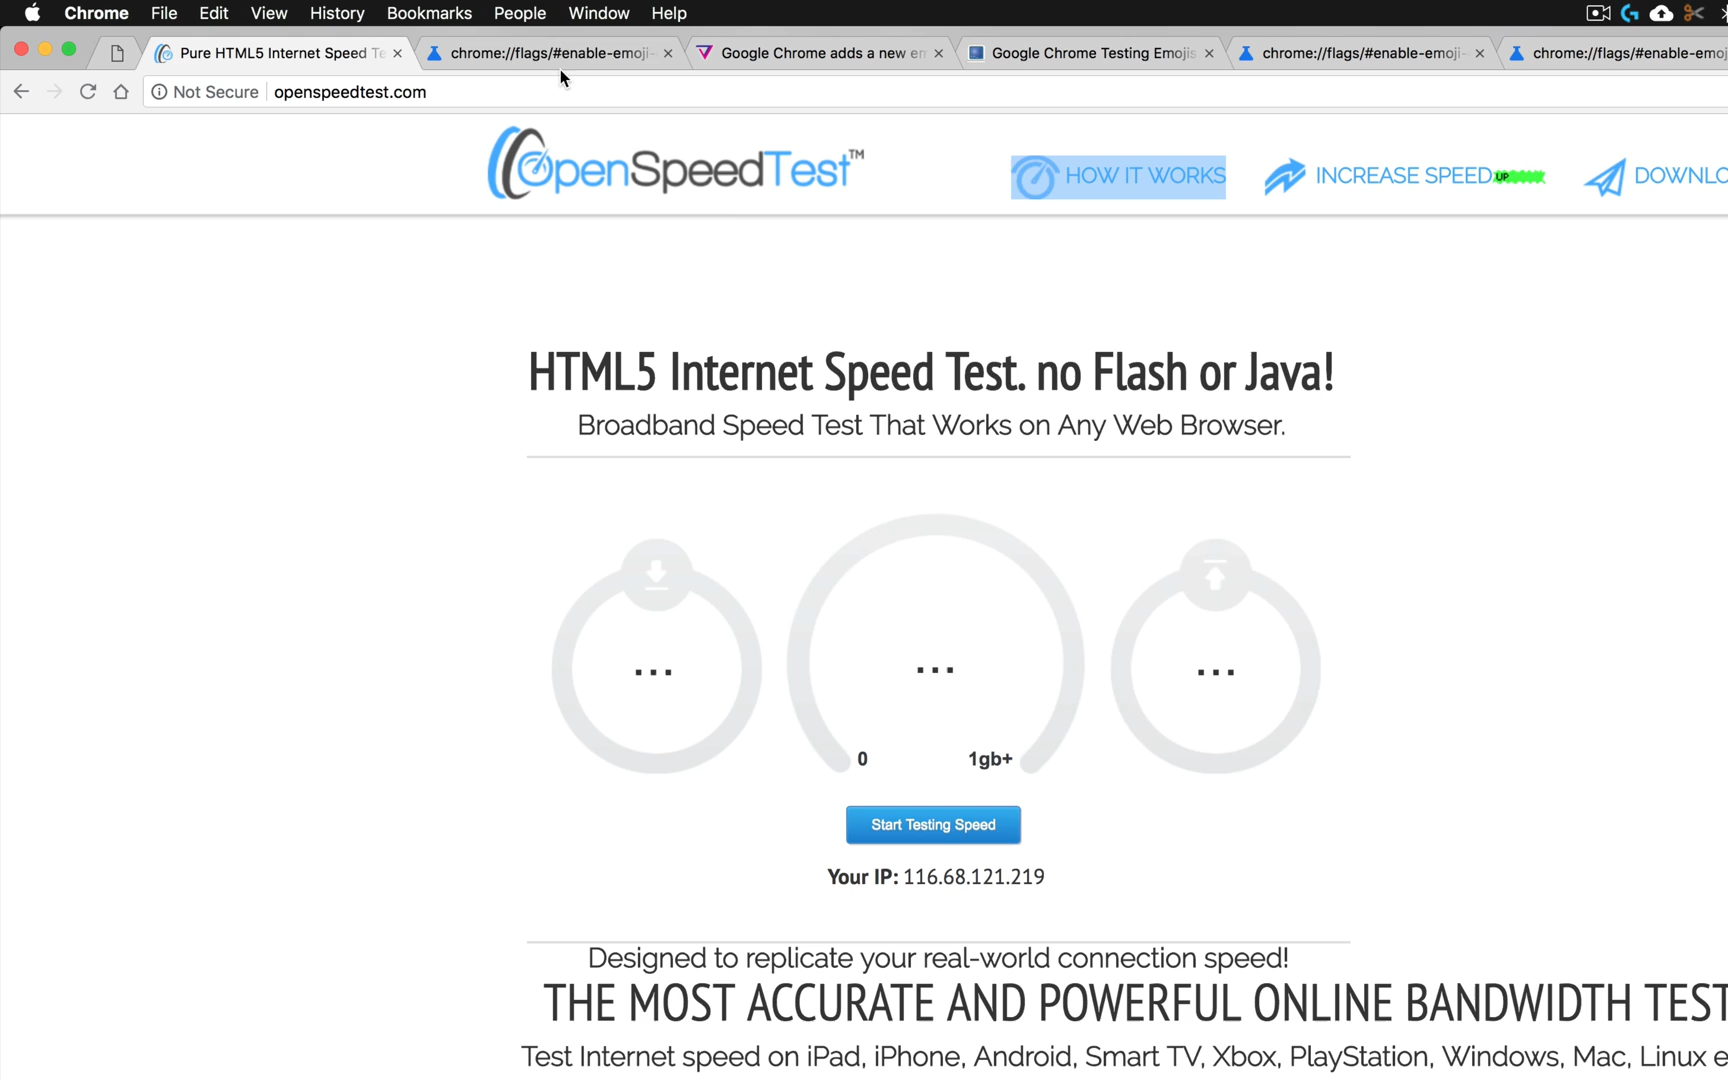 Chrome File Edit View History Bookmarks People Window Help
Pure HTML5 Internet Speed Te
chrome://flags/#enable-emoji-
Google Chrome adds a new em
Google Chrome Testing Emojis
chrome://flags/#enable-emoji-
chrome://flags/#enable-emoj
Not Secure openspeedtest.com
OpenSpeedTest™
HOW IT WORKS
INCREASE SPEED UP
DOWNLO
HTML5 Internet Speed Test. no Flash or Java!
Broadband Speed Test That Works on Any Web Browser.
... ... ...
0 1gb+
Start Testing Speed
Your IP: 116.68.121.219
Designed to replicate your real-world connection speed!
THE MOST ACCURATE AND POWERFUL ONLINE BANDWIDTH TEST
Test Internet speed on iPad, iPhone, Android, Smart TV, Xbox, PlayStation, Windows, Mac, Linux e